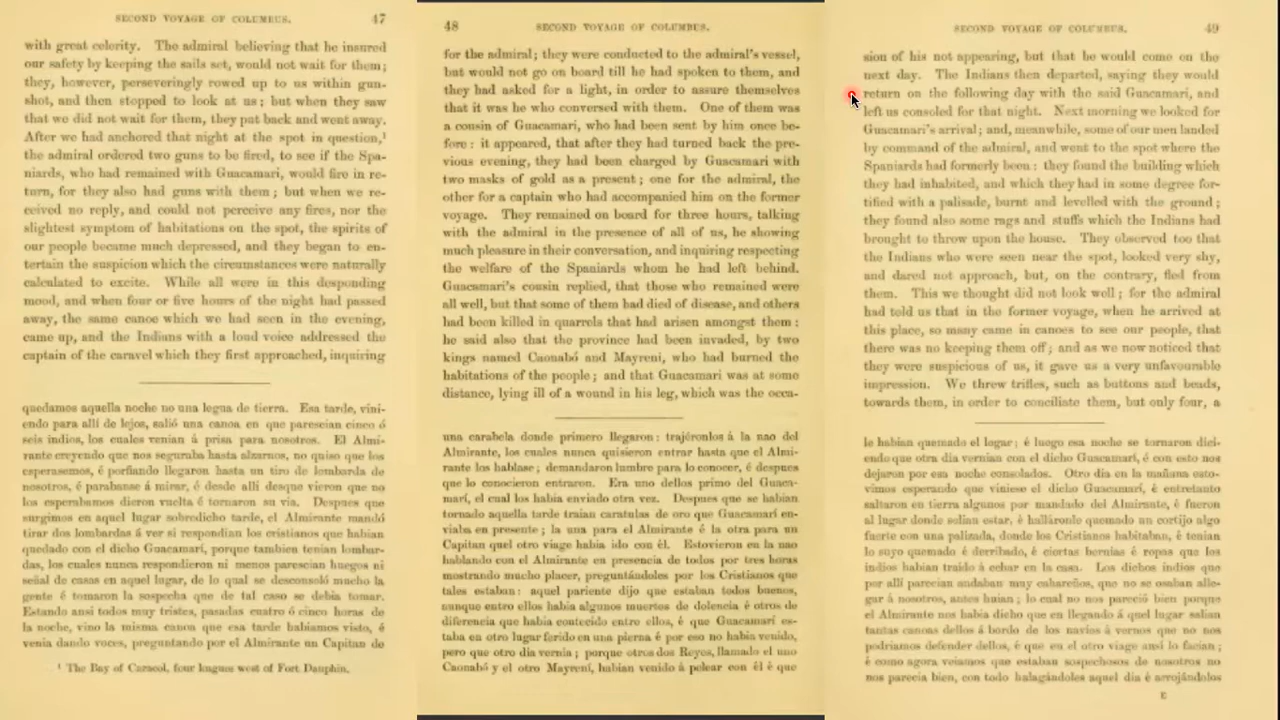 SECOND VOYAGE OF COLUMBUS. 47
with great celerity. The admiral believing that he insured
our safety by keeping the sails set, would not wait for them;
they, however, perseveringly rowed up to us within gun-
shot, and then stopped to look at us; but when they saw
that we did not wait for them, they put back and went away.
After we had anchored that night at the spot in question,¹
the admiral ordered two guns to be fired, to see if the Spa-
niards, who had remained with Guacamari, would fire in re-
turn, for they also had guns with them; but when we re-
ceived no reply, and could not perceive any fires, nor the
slightest symptom of habitations on the spot, the spirits of
our people became much depressed, and they began to en-
tertain the suspicion which the circumstances were naturally
calculated to excite. While all were in this desponding
mood, and when four or five hours of the night had passed
away, the same canoe which we had seen in the evening,
came up, and the Indians with a loud voice addressed the
captain of the caravel which they first approached, inquiring
quedamos aquella noche no una legua de tierra. Esa tarde, vini-
endo para allí de lejos, salió una canoa en que parescian cinco ó
seis indios, los cuales venian á prisa para nosotros. El Almi-
rante creyendo que nos seguraba hasta alzarnos, no quiso que los
esperasemos, é porfiando llegaron hasta un tiro de lombarda de
nosotros, é parabanse á mirar, é desde allí desque vieron que no
los esperabamos dieron vuelta é tornaron su via. Despues que
surgimos en aquel lugar sobredicho tarde, el Almirante mandó
tirar dos lombardas á ver si respondian los cristianos que habian
quedado con el dicho Guacamarí, porque tambien tenian lombar-
das, los cuales nunca respondieron ni menos parescian huegos ni
señal de casas en aquel lugar, de lo qual se desconsoló mucho la
gente é tomaron la sospecha que de tal caso se debia tomar.
Estando ansi todos muy tristes, pasadas cuatro ó cinco horas de
la noche, vino la misma canoa que esa tarde habiamos visto, é
venia dando voces, preguntando por el Almirante un Capitan de
¹ The Bay of Caracol, four leagues west of Fort Dauphin.
48 SECOND VOYAGE OF COLUMBUS.
for the admiral; they were conducted to the admiral's vessel,
but would not go on board till he had spoken to them, and
they had asked for a light, in order to assure themselves
that it was he who conversed with them. One of them was
a cousin of Guacamari, who had been sent by him once be-
fore: it appeared, that after they had turned back the pre-
vious evening, they had been charged by Guacamari with
two masks of gold as a present; one for the admiral, the
other for a captain who had accompanied him on the former
voyage. They remained on board for three hours, talking
with the admiral in the presence of all of us, he showing
much pleasure in their conversation, and inquiring respecting
the welfare of the Spaniards whom he had left behind.
Guacamari's cousin replied, that those who remained were
all well, but that some of them had died of disease, and others
had been killed in quarrels that had arisen amongst them:
he said also that the province had been invaded, by two
kings named Caonabó and Mayreni, who had burned the
habitations of the people; and that Guacamari was at some
distance, lying ill of a wound in his leg, which was the occa-
una carabela donde primero llegaron: trajéronlos à la nao del
Almirante, los cuales nunca quisieron entrar hasta que el Almi-
rante los hablase; demandaron lumbre para lo conocer, é despues
que lo conocieron entraron. Era uno dellos primo del Guaca-
marí, el cual los habia enviado otra vez. Despues que se habian
tornado aquella tarde traian caratulas de oro que Guacamarí en-
viaba en presente; la una para el Almirante é la otra para un
Capitan quel otro viage habia ido con él. Estovieron en la nao
hablando con el Almirante en presencia de todos por tres horas
mostrando mucho placer, preguntándoles por los Cristianos que
tales estaban: aquel pariente dijo que estaban todos buenos,
aunque entro ellos habia algunos muertos de dolencia é otros de
diferencia que habia contecido entre ellos, é que Guacamarí es-
taba en otro lugar ferido en una pierna é por eso no habia venido,
pero que otro dia vernia; porque otros dos Reyes, llamado el uno
Caonabó y el otro Mayrení, habian venido á pelear con él é que
SECOND VOYAGE OF COLUMBUS. 49
sion of his not appearing, but that he would come on the
next day. The Indians then departed, saying they would
return on the following day with the said Guacamari, and
left us consoled for that night. Next morning we looked for
Guacamari's arrival; and, meanwhile, some of our men landed
by command of the admiral, and went to the spot where the
Spaniards had formerly been: they found the building which
they had inhabited, and which they had in some degree for-
tified with a palisade, burnt and levelled with the ground;
they found also some rags and stuffs which the Indians had
brought to throw upon the house. They observed too that
the Indians who were seen near the spot, looked very shy,
and dared not approach, but, on the contrary, fled from
them. This we thought did not look well; for the admiral
had told us that in the former voyage, when he arrived at
this place, so many came in canoes to see our people, that
there was no keeping them off; and as we now noticed that
they were suspicious of us, it gave us a very unfavourable
impression. We threw trifles, such as buttons and beads,
towards them, in order to conciliate them, but only four, a
le habian quemado el logar; é luego esa noche se tornaron dici-
endo que otra dia vernian con el dicho Guacamarí, é con esto nos
dejaron por esa noche consolados. Otro dia en la mañana esto-
vimos esperando que viniese el dicho Guacamarí, é entretanto
saltaron en tierra algunos por mandado del Almirante, é fueron
al lugar donde solian estar, è halláronle quemado un cortijo algo
fuerte con una palizada, donde los Cristianos habitaban, é tenian
lo suyo quemado é derribado, è ciertas bernias é ropas que los
indios habian traido à echar en la casa. Los dichos indios que
por allí parecian andaban muy cahareños, que no se osaban alle-
gar à nosotros, antes huian; lo cual no nos pareció bien porque
el Almirante nos habia dicho que en llegando á quel lugar salian
tantas canoas dellos á bordo de los navios à vernos que no nos
podriamos defender dellos, è que en el otro viage ansi lo facian;
é como agora veiamos que estaban sospechosos de nosotros no
nos parecia bien, con todo halagándoles aquel dia é arrojándolos
E